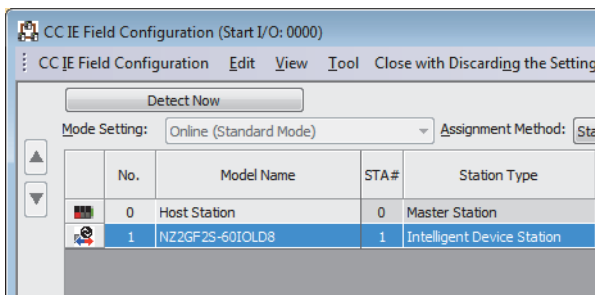 CC IE Field Configuration (Start I/O: 0000)
CC IE Field Configuration Edit View Tool Close with Discarding the Setting
Detect Now
Mode Setting: Online (Standard Mode) Assignment Method: Sta
No. Model Name STA# Station Type
0 Host Station 0 Master Station
1 NZ2GF2S-60IOLD8 1 Intelligent Device Station